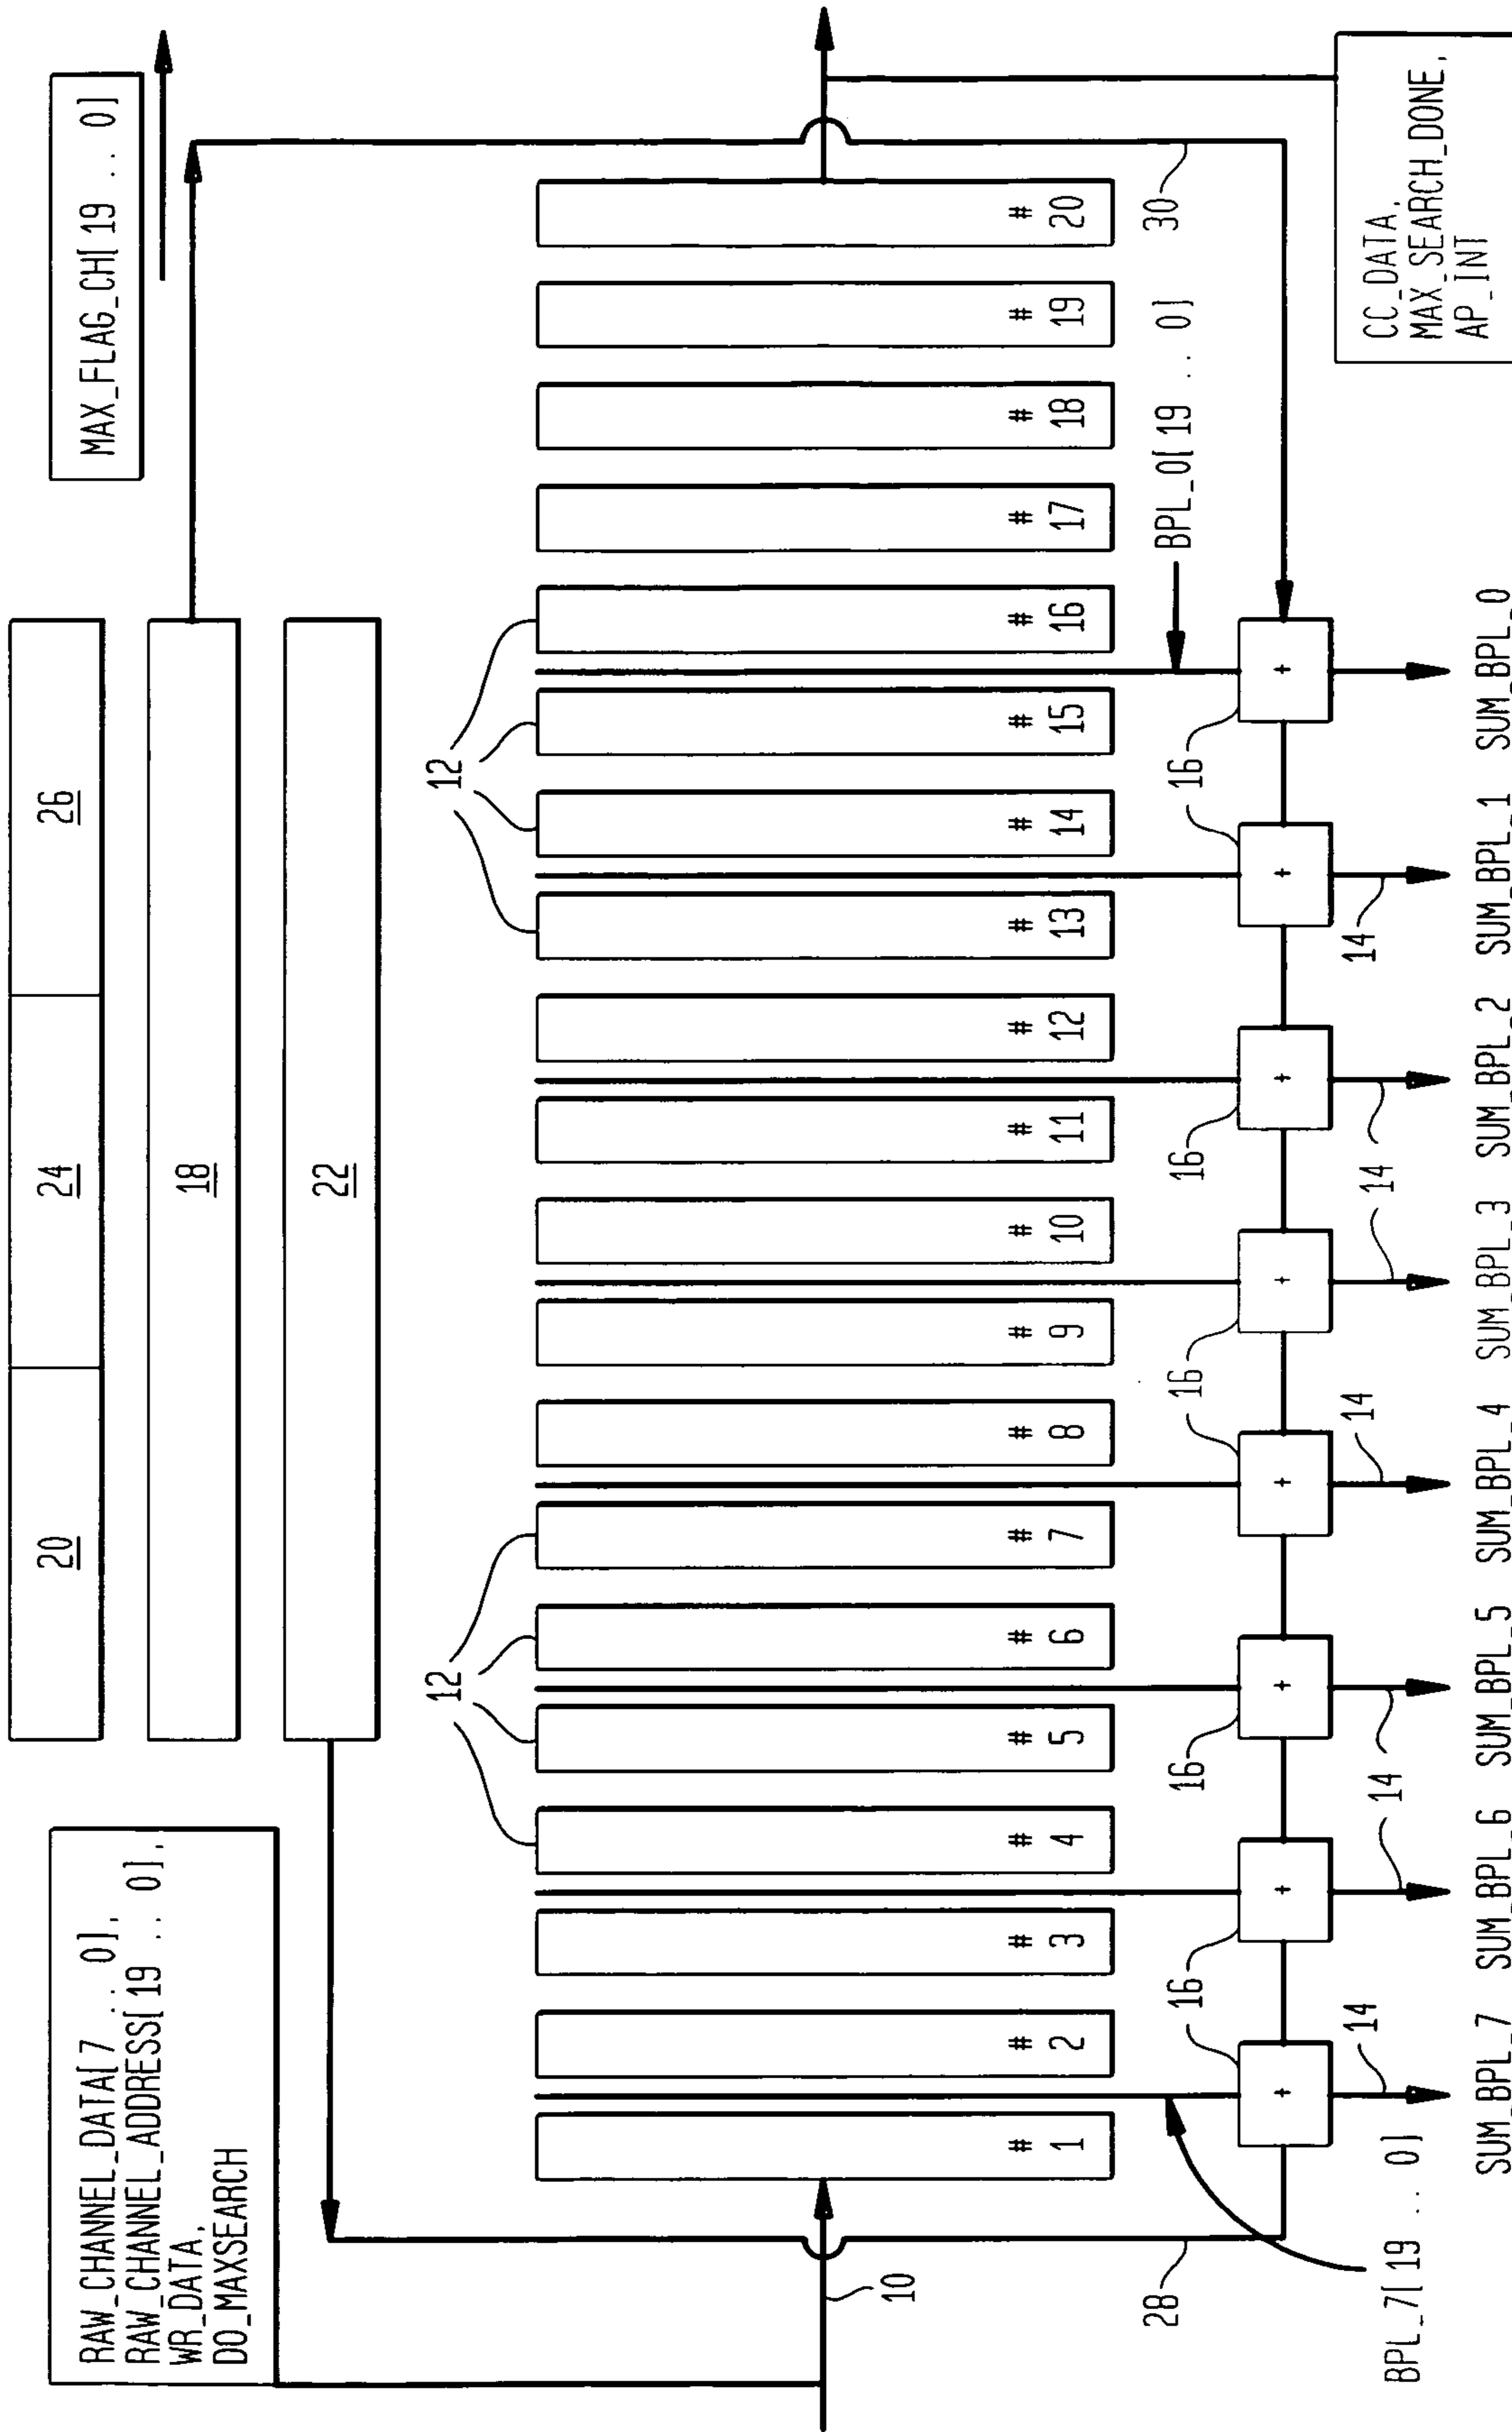 RAW_CHANNEL_DATA[7 ... 0],
RAW_CHANNEL_ADDRESS[19 ... 0],
WR_DATA,
DO_MAXSEARCH
20
24
26
18
22
MAX_FLAG_CH[19 ... 0]
12
12
10
# 1
# 2
# 3
# 4
# 5
# 6
# 7
# 8
# 9
# 10
# 11
# 12
# 13
# 14
# 15
# 16
# 17
# 18
# 19
# 20
28
BPL_7[19 ... 0]
BPL_0[19 ... 0]
30
16
16
16
16
16
16
16
16
+
+
+
+
+
+
+
+
14
14
14
14
14
14
14
SUM_BPL_7
SUM_BPL_6
SUM_BPL_5
SUM_BPL_4
SUM_BPL_3
SUM_BPL_2
SUM_BPL_1
SUM_BPL_0
CC_DATA,
MAX_SEARCH_DONE,
AP_INT